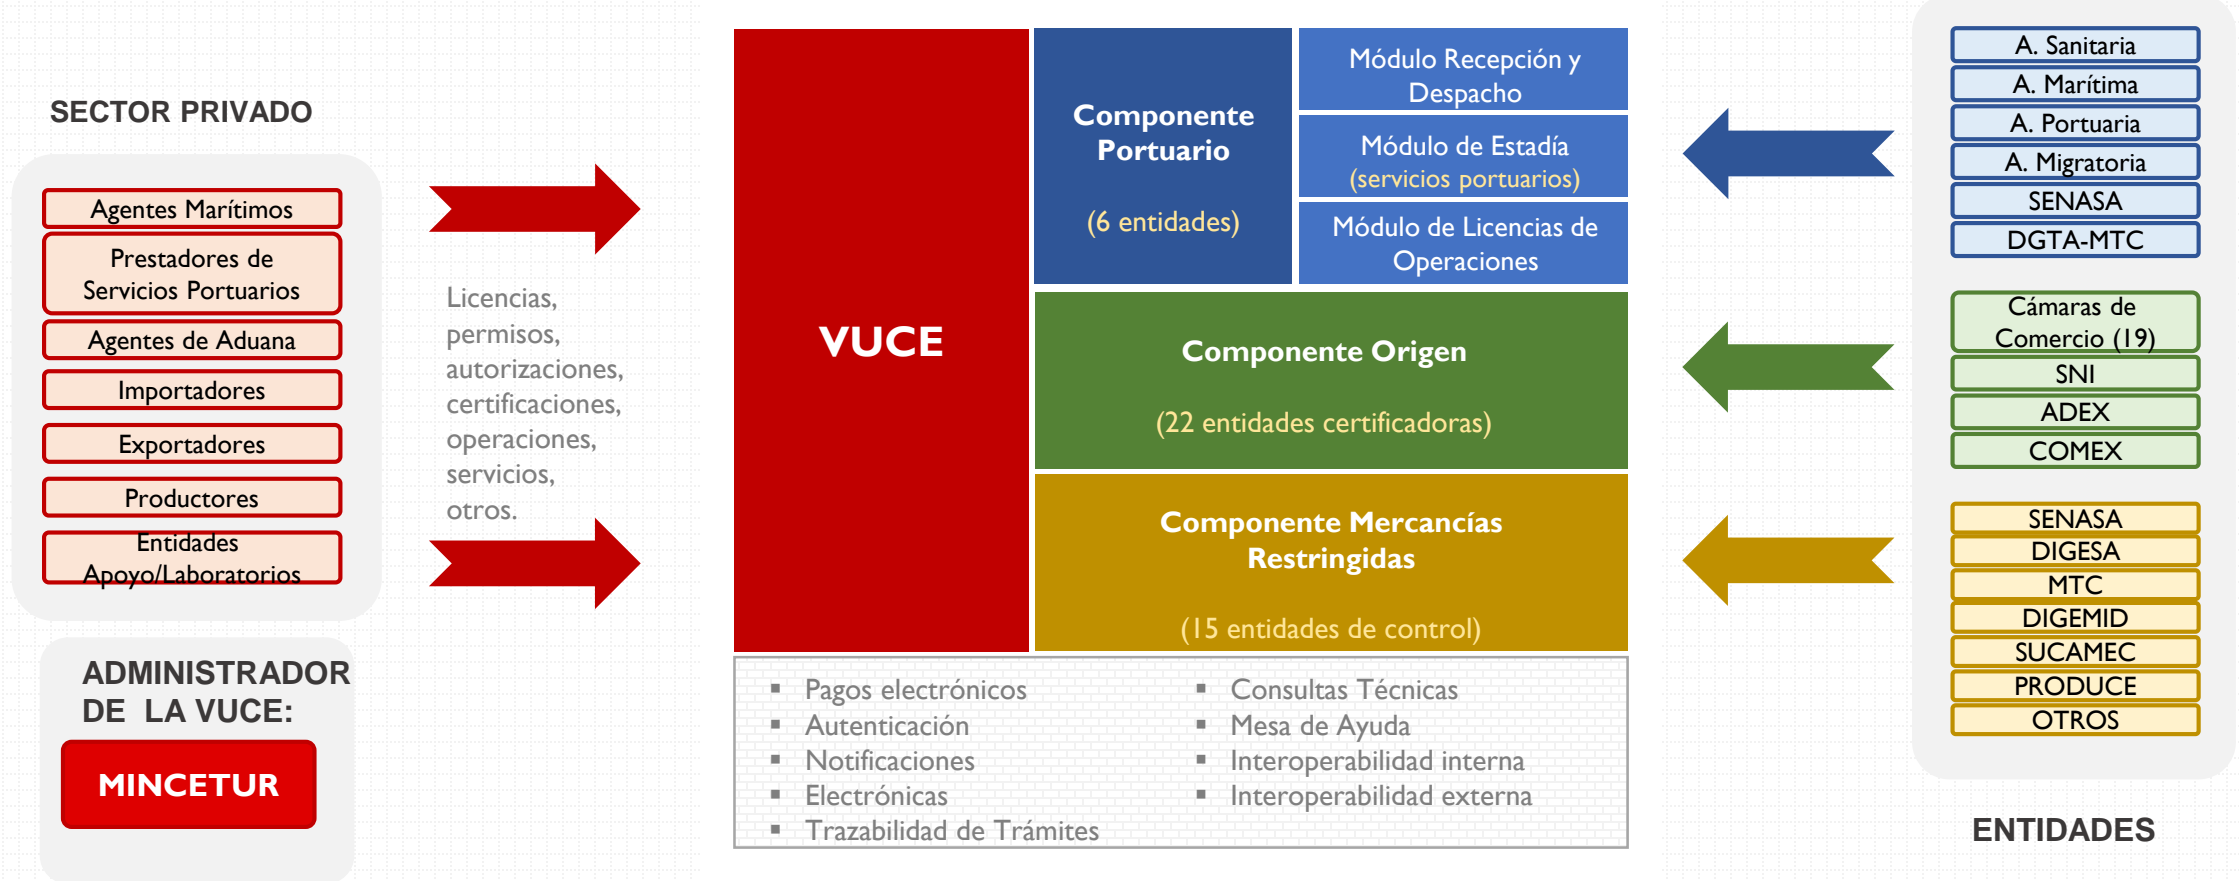 SECTOR PRIVADO
Agentes Marítimos
Prestadores de
Servicios Portuarios
Agentes de Aduana
Importadores
Exportadores
Productores
Entidades
Apoyo/Laboratorios
ADMINISTRADOR
DE LA VUCE:
MINCETUR
Licencias,
permisos,
autorizaciones,
certificaciones,
operaciones,
servicios,
otros.
VUCE
Componente
Portuario
(6 entidades)
Módulo Recepción y
Despacho
Módulo de Estadía
(servicios portuarios)
Módulo de Licencias de
Operaciones
Componente Origen
(22 entidades certificadoras)
Componente Mercancías
Restringidas
(15 entidades de control)
▪ Pagos electrónicos
▪ Autenticación
▪ Notificaciones
▪ Electrónicas
▪ Trazabilidad de Trámites
▪ Consultas Técnicas
▪ Mesa de Ayuda
▪ Interoperabilidad interna
▪ Interoperabilidad externa
A. Sanitaria
A. Marítima
A. Portuaria
A. Migratoria
SENASA
DGTA-MTC
Cámaras de
Comercio (19)
SNI
ADEX
COMEX
SENASA
DIGESA
MTC
DIGEMID
SUCAMEC
PRODUCE
OTROS
ENTIDADES